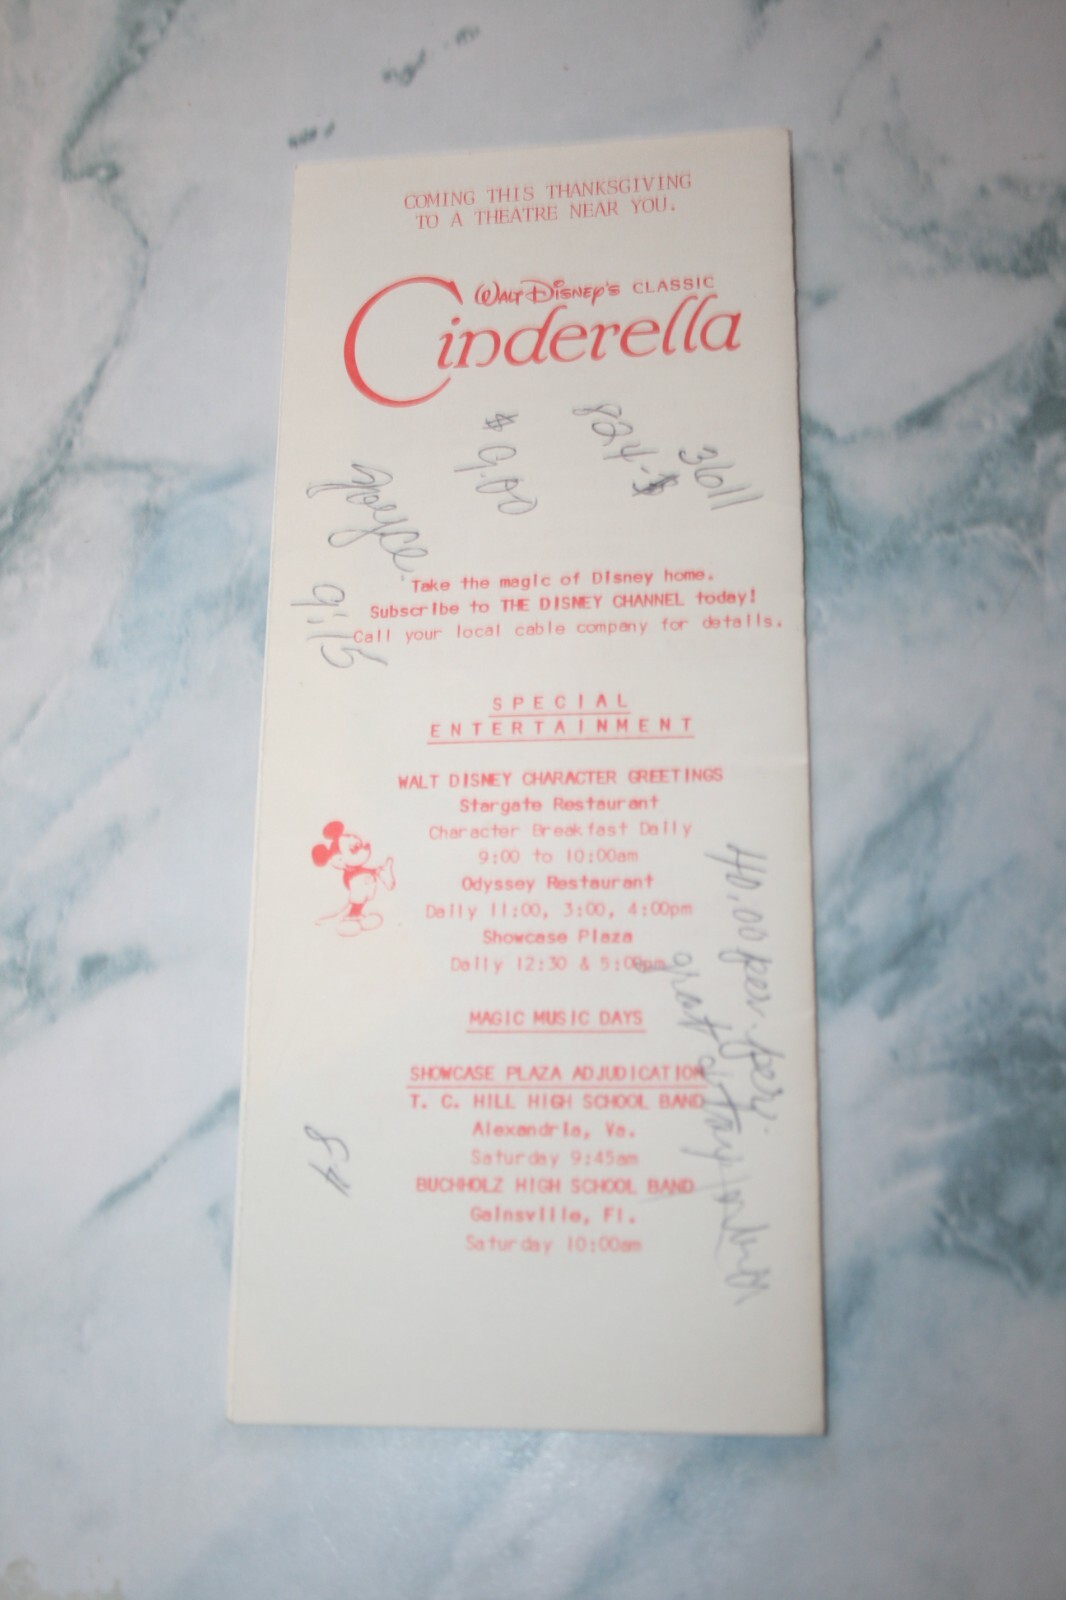 COMING THIS THANKSGIVING
TO A THEATRE NEAR YOU.
WALT DISNEY'S CLASSIC
Cinderella
$9.00
824-
3611
Joyce
9:15
Take the magic of Disney home.
Subscribe to THE DISNEY CHANNEL today!
Call your local cable company for details.
SPECIAL
ENTERTAINMENT
WALT DISNEY CHARACTER GREETINGS
Stargate Restaurant
Character Breakfast Daily
9:00 to 10:00am
Odyssey Restaurant
Daily 11:00, 3:00, 4:00pm
Showcase Plaza
Daily 12:30 & 5:00pm
40.00 per per.
MAGIC MUSIC DAYS
SHOWCASE PLAZA ADJUDICATION
T. C. HILL HIGH SCHOOL BAND
Alexandria, Va.
Saturday 9:45am
BUCHHOLZ HIGH SCHOOL BAND
Gainsville, Fl.
Saturday 10:00am
84